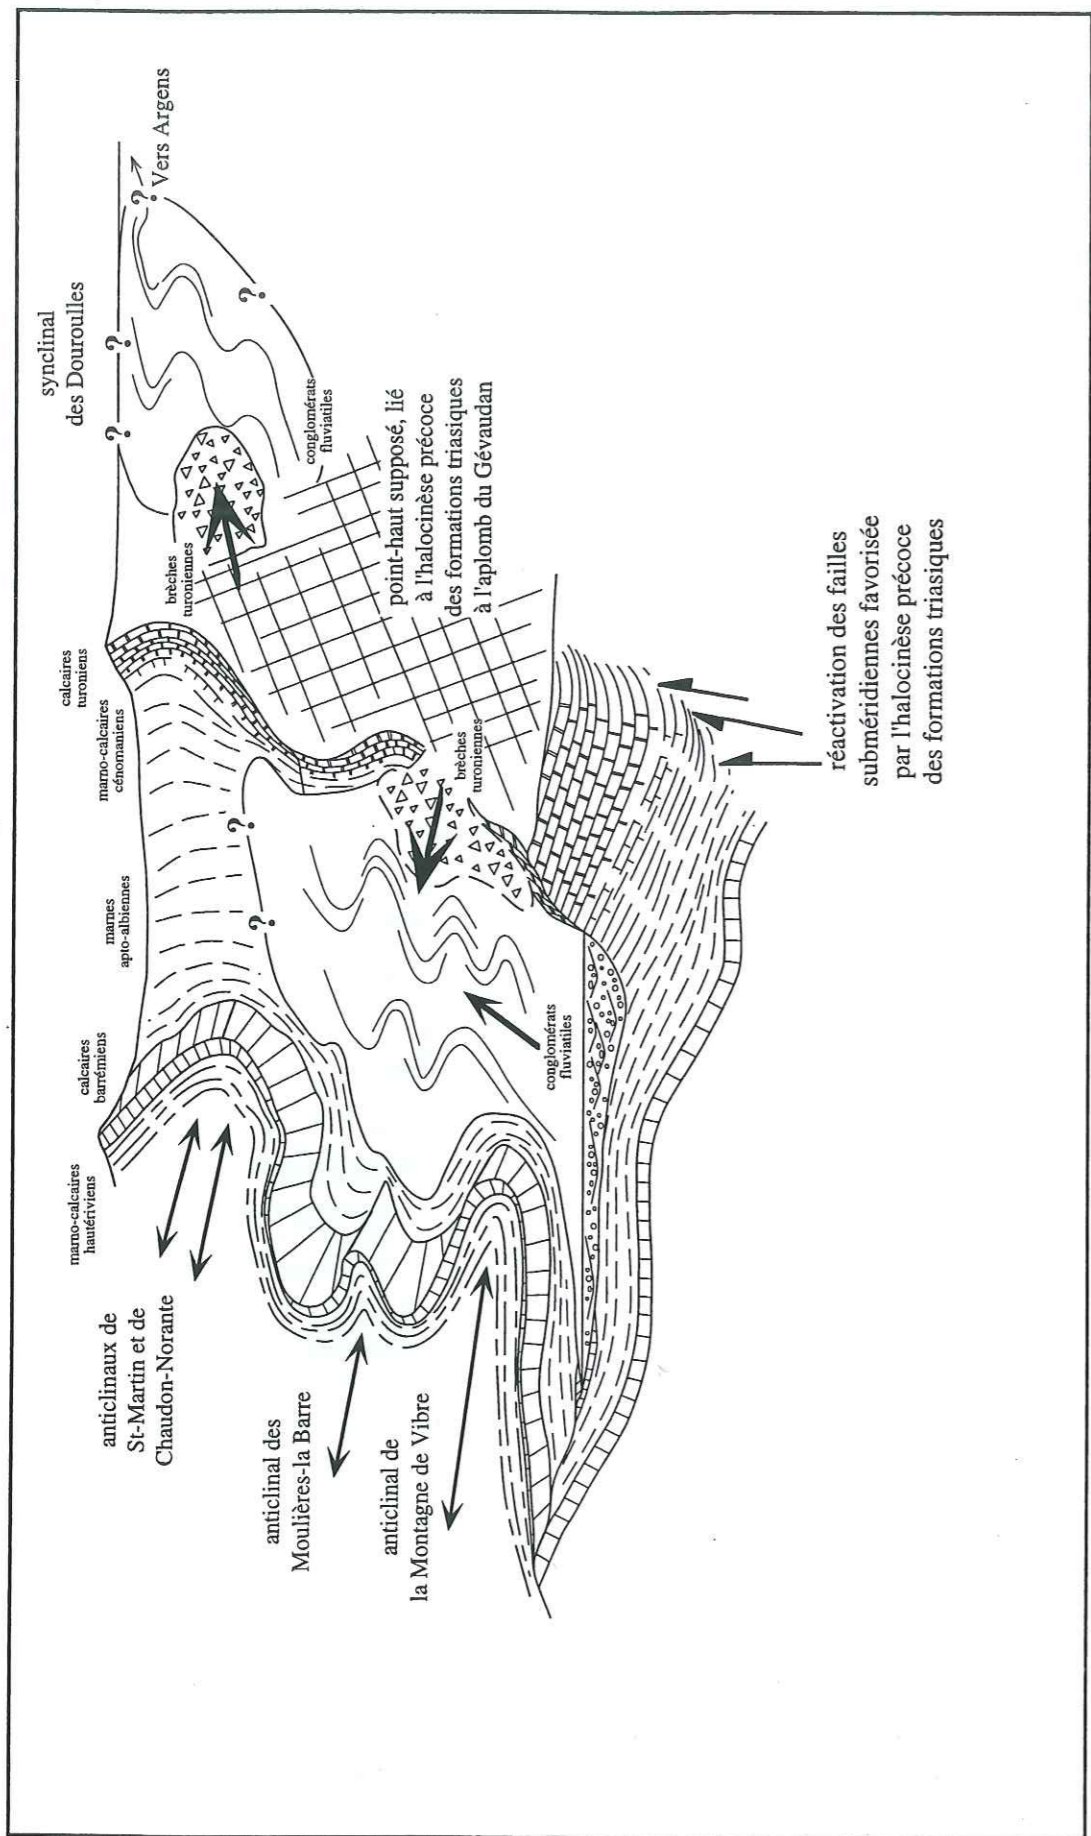 marno-calcaires
hautériviens
calcaires
barrémiens
marnes
apto-albiennes
marno-calcaires
cénomaniens
calcaires
turoniens
synclinal
des Douroulles
?
?
? Vers Argens
?
?
?
brèches
turoniennes
conglomérats
fluviatiles
anticlinaux de
St-Martin et de
Chaudon-Norante
anticlinal des
Moulières-la Barre
anticlinal de
la Montagne de Vibre
brèches
turoniennes
conglomérats
fluviatiles
point-haut supposé, lié
à l'halocinèse précoce
des formations triasiques
à l'aplomb du Gévaudan
réactivation des failles
subméridiennes favorisée
par l'halocinèse précoce
des formations triasiques